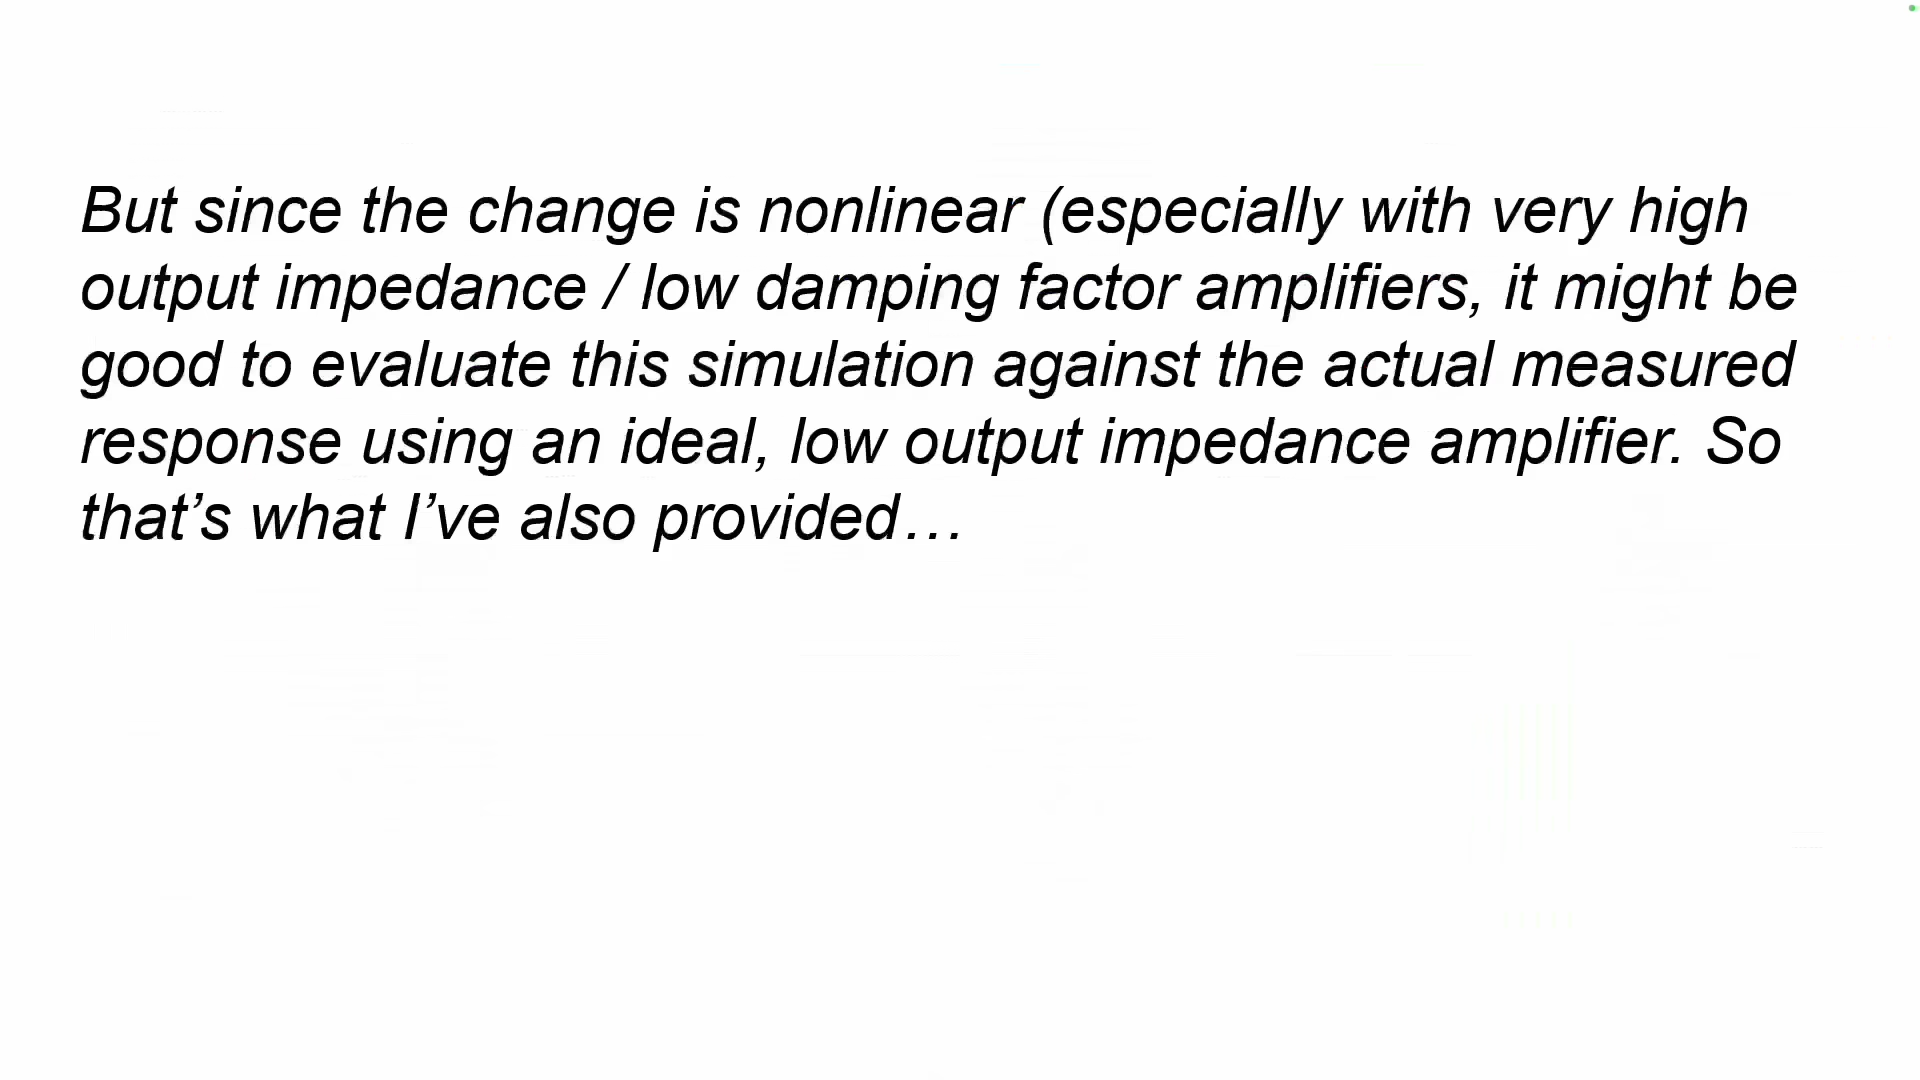 But since the change is nonlinear (especially with very high
output impedance / low damping factor amplifiers, it might be
good to evaluate this simulation against the actual measured
response using an ideal, low output impedance amplifier. So
that’s what I’ve also provided…